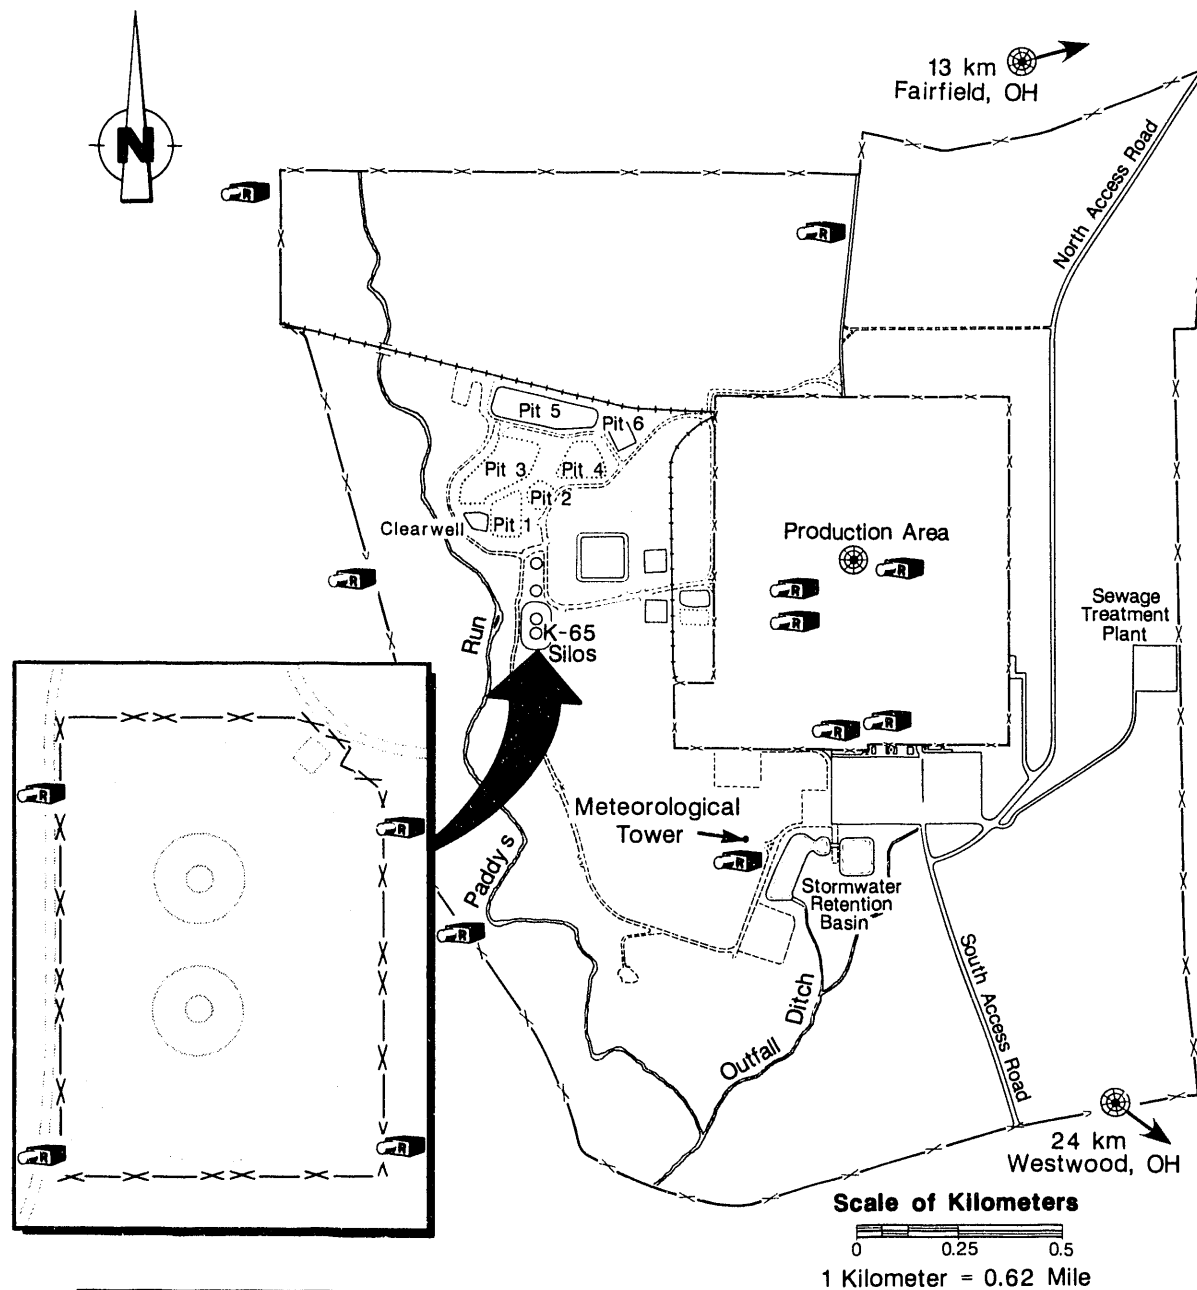 13 km
Fairfield, OH
N
North Access Road
R
R
Pit 5
Pit 6
Pit 3
Pit 4
Pit 2
Clearwell
Pit 1
Production Area
R
R
R
R
Sewage
Treatment
Plant
Run
K-65
Silos
R
R
R
R
Meteorological
Tower
R
Paddy s
Stormwater
Retention
Basin
R
South Access Road
Outfall Ditch
R
R
24 km
Westwood, OH
Scale of Kilometers
0 0.25 0.5
1 Kilometer = 0.62 Mile